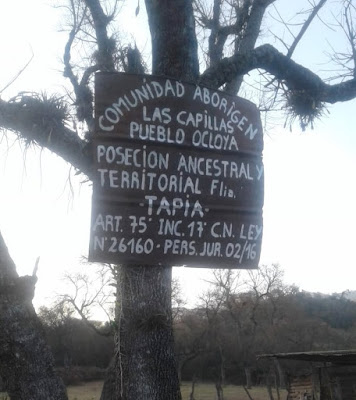 COMUNIDAD ABORIGEN
LAS CAPILLAS
PUEBLO OCLOYA
POSECIÓN ANCESTRAL Y
TERRITORIAL Flia.
-TAPIA-
ART. 75° INC. 17° C.N. LEY
N° 26160 - PERS. JUR. 02/16